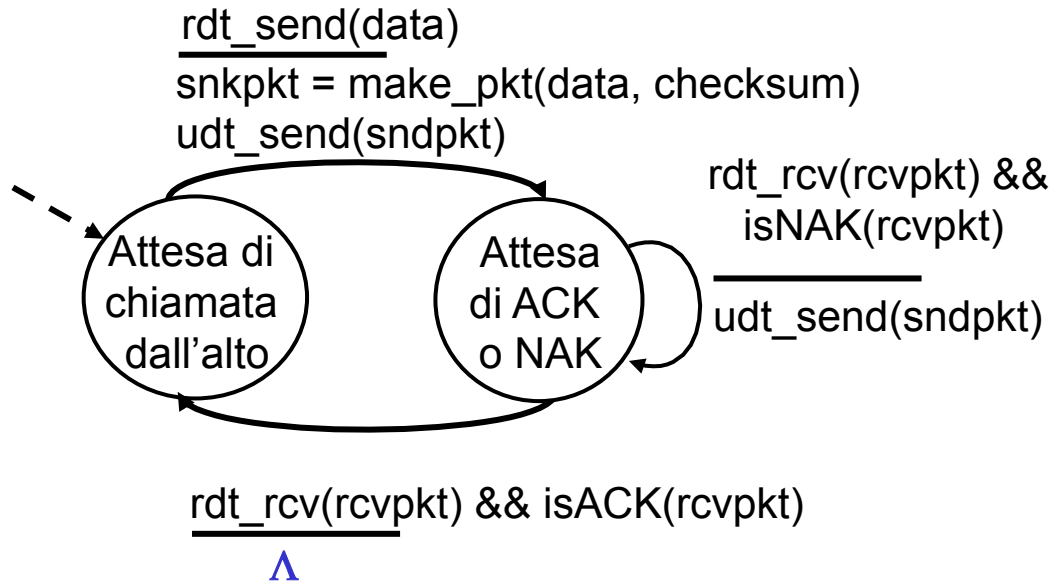 rdt_send(data)
snkpkt = make_pkt(data, checksum)
udt_send(sndpkt)
rdt_rcv(rcvpkt) &&
isNAK(rcvpkt)
udt_send(sndpkt)
Attesa di
chiamata
dall'alto
Attesa
di ACK
o NAK
rdt_rcv(rcvpkt) && isACK(rcvpkt)
Λ